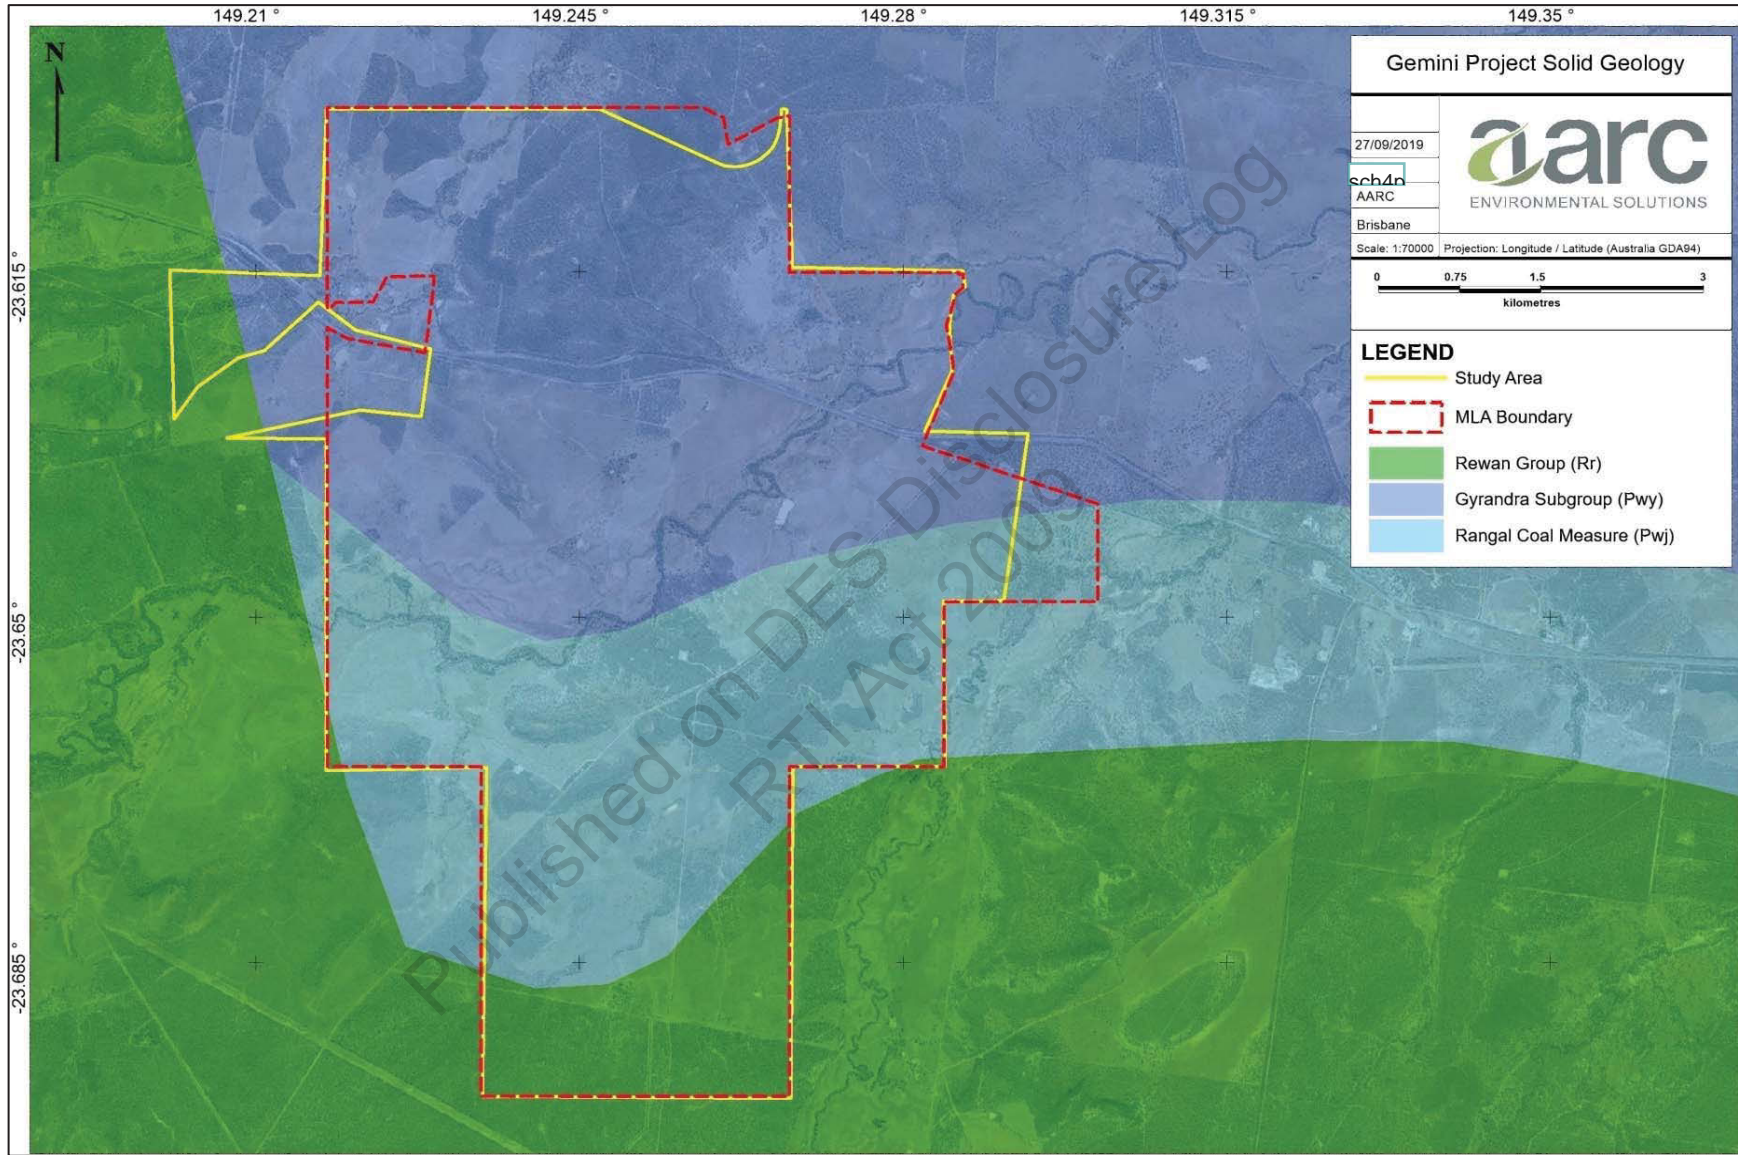 149.21 °
149.245 °
149.28 °
149.315 °
149.35 °
N
-23.615 °
-23.65 °
-23.685 °
Gemini Project Solid Geology
27/09/2019
sch4p
AARC
Brisbane
aarc
ENVIRONMENTAL SOLUTIONS
Scale: 1:70000 Projection: Longitude / Latitude (Australia GDA94)
0 0.75 1.5 3
kilometres
LEGEND
Study Area
MLA Boundary
Rewan Group (Rr)
Gyrandra Subgroup (Pwy)
Rangal Coal Measure (Pwj)
Published on DES Disclosure Log
RTI Act 2009